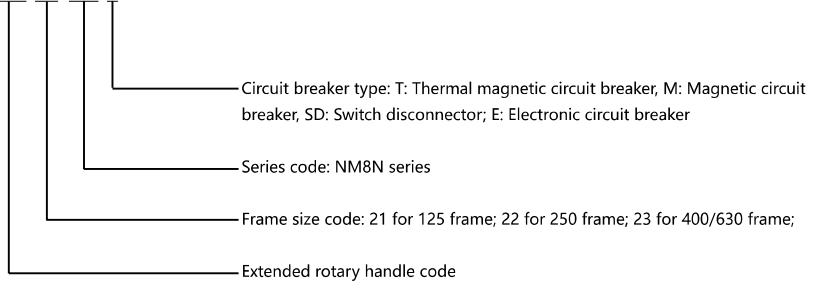 Circuit breaker type: T: Thermal magnetic circuit breaker, M: Magnetic circuit
breaker, SD: Switch disconnector; E: Electronic circuit breaker
Series code: NM8N series
Frame size code: 21 for 125 frame; 22 for 250 frame; 23 for 400/630 frame;
Extended rotary handle code